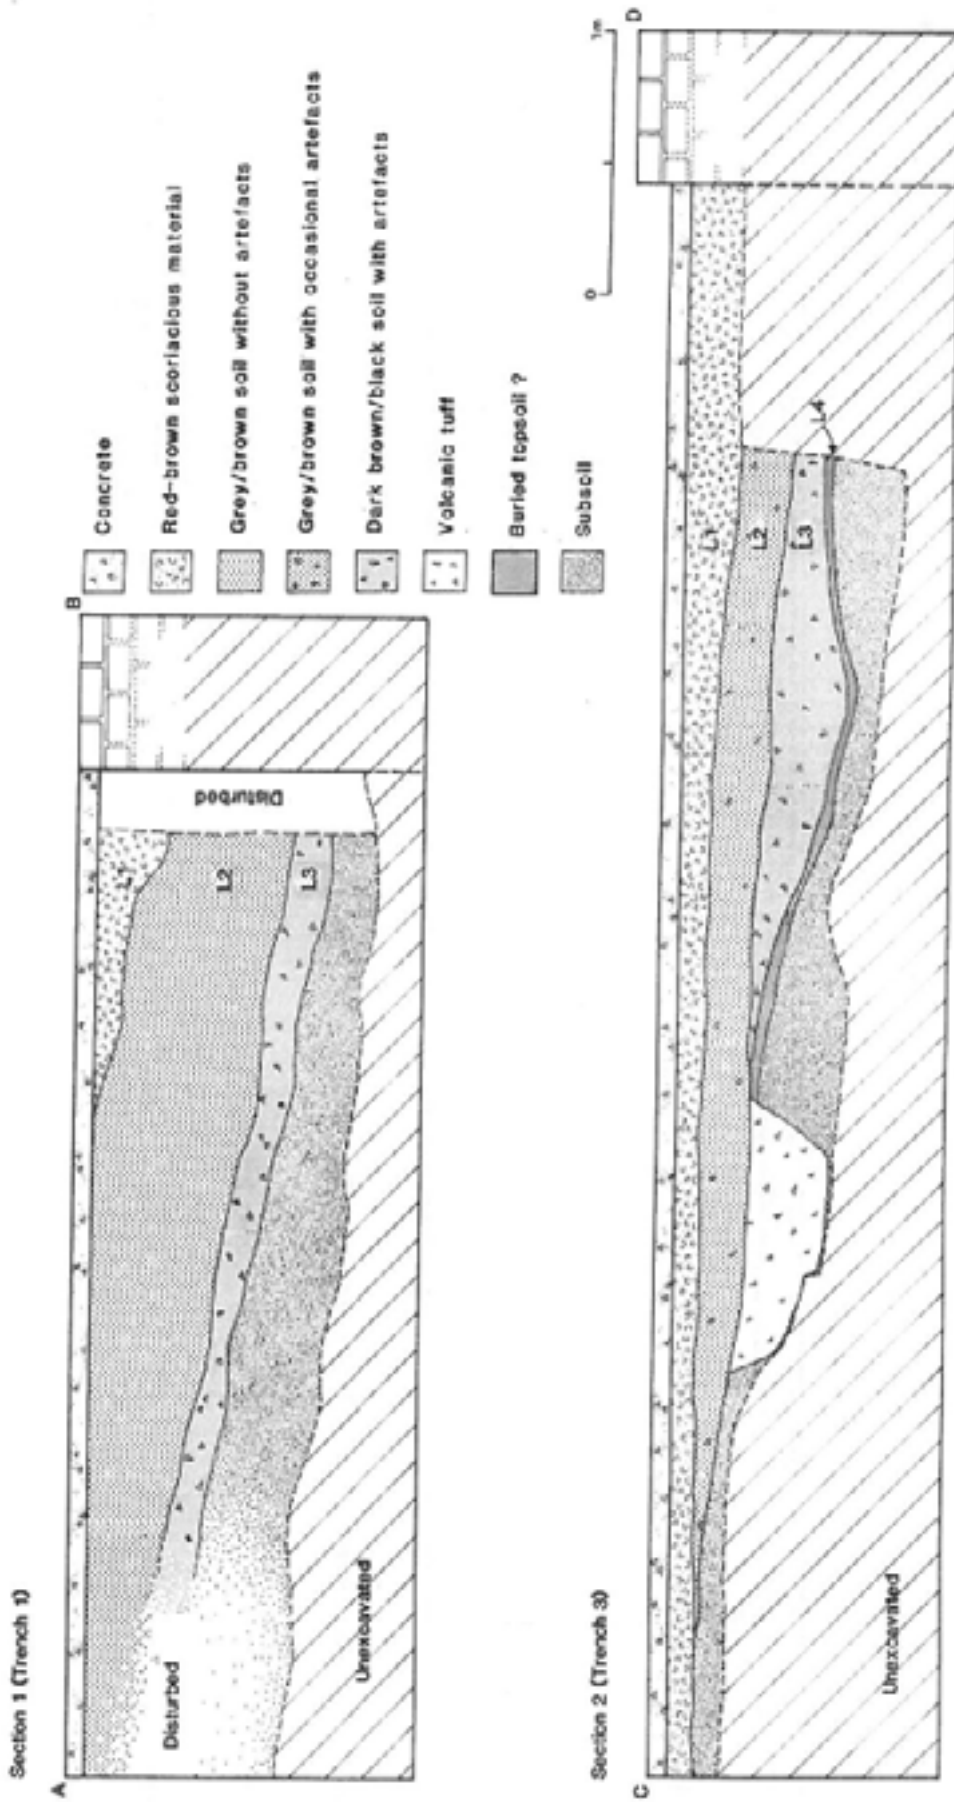 Section 1 (Trench 1)
A
B
L1
L2
L3
Disturbed
Disturbed
Unexcavated
Concrete
Red-brown scoriacious material
Grey/brown soil without artefacts
Grey/brown soil with occasional artefacts
Dark brown/black soil with artefacts
Volcanic tuff
Buried topsoil ?
Subsoil
0
1m
Section 2 (Trench 3)
C
D
L1
L2
L3
L4
Unexcavated